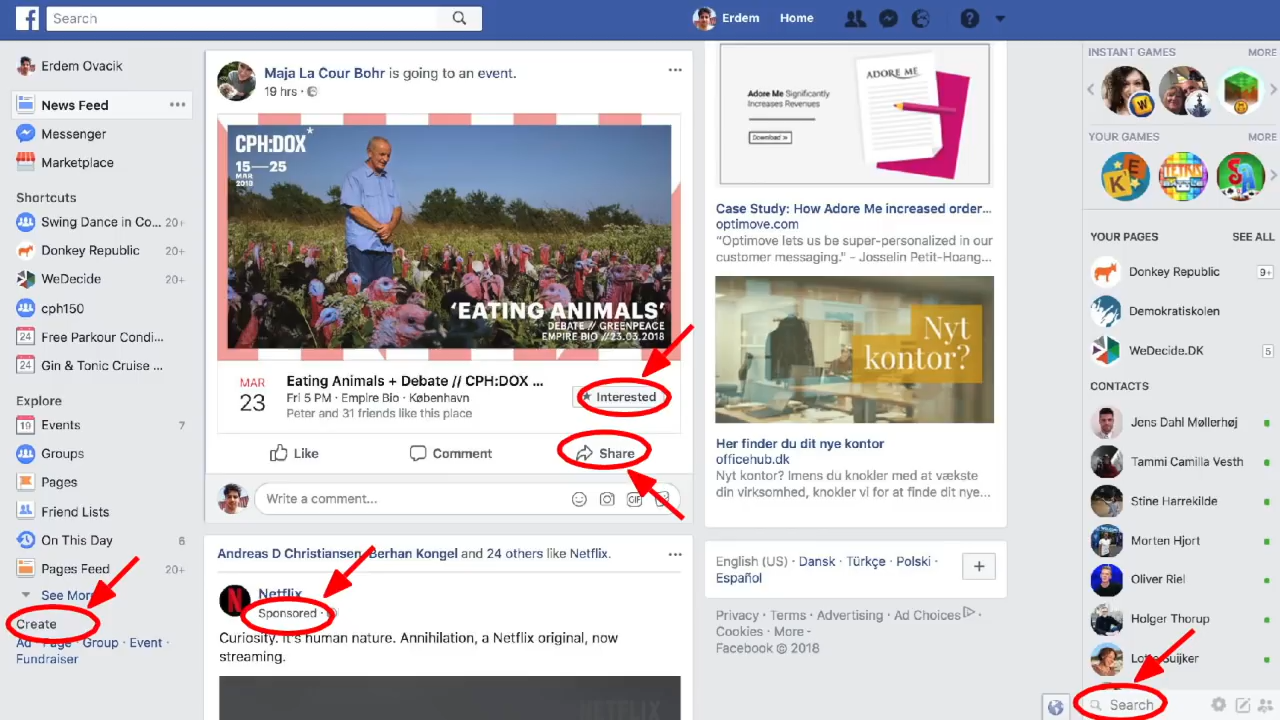 Search
Erdem
Home
Erdem Ovacik
News Feed
Messenger
Marketplace
Shortcuts
Swing Dance in Co... 20+
Donkey Republic 20+
WeDecide 20+
cph150
24 Free Parkour Condi...
24 Gin & Tonic Cruise ...
Explore
19 Events 7
Groups
Pages
Friend Lists
On This Day 6
Pages Feed 20+
See More
Create
Ad · Page · Group · Event ·
Fundraiser
Maja La Cour Bohr is going to an event.
19 hrs ·
CPH:DOX*
15—25
MAR
2018
'EATING ANIMALS'
DEBATE // GREENPEACE
EMPIRE BIO //23.03.2018
MAR
23
Eating Animals + Debate // CPH:DOX ...
Fri 5 PM · Empire Bio · København
Peter and 31 friends like this place
Interested
Like
Comment
Share
Write a comment...
GIF
Andreas D Christiansen, Berhan Kongel and 24 others like Netflix.
N
Netflix
Sponsored ·
Curiosity. It's human nature. Annihilation, a Netflix original, now
streaming.
NETFLIX
ADORE ME
Adore Me Significantly
Increases Revenues
Download »
Case Study: How Adore Me increased order...
optimove.com
"Optimove lets us be super-personalized in our
customer messaging." – Josselin Petit-Hoang...
Nyt
kontor?
Her finder du dit nye kontor
officehub.dk
Nyt kontor? Imens du knokler med at vækste
din virksomhed, knokler vi for at finde dit nye...
English (US) · Dansk · Türkçe · Polski ·
Español
+
Privacy · Terms · Advertising · Ad Choices ·
Cookies · More
Facebook © 2018
INSTANT GAMES MORE
W
YOUR GAMES MORE
YOUR PAGES SEE ALL
Donkey Republic 9+
Demokratiskolen
WeDecide.DK 5
CONTACTS
Jens Dahl Møllerhøj
Tammi Camilla Vesth
Stine Harrekilde
Morten Hjort
Oliver Riel
Holger Thorup
Suijker
Search